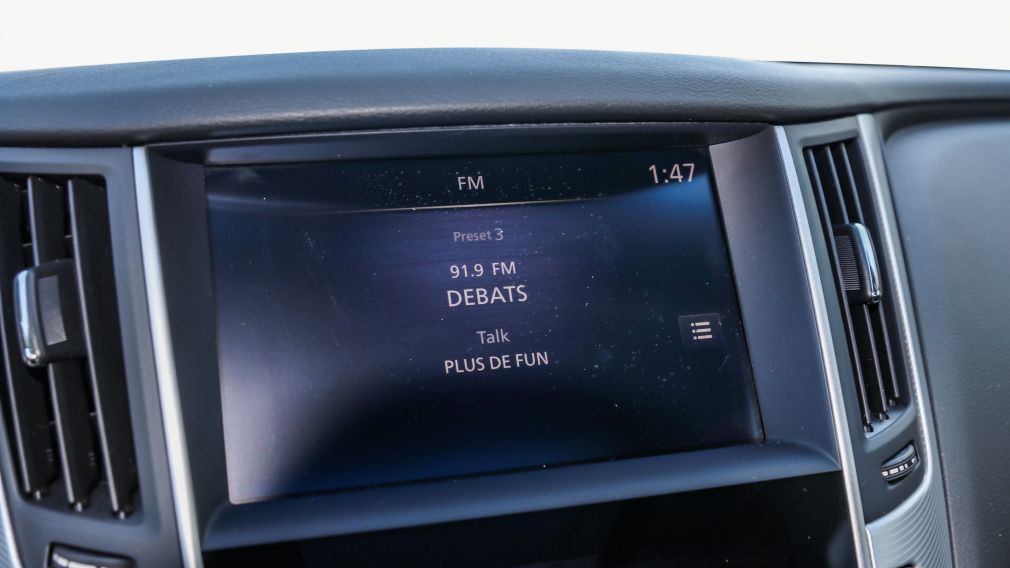 FM
1:47
Preset 3
91.9 FM
DEBATS
Talk
PLUS DE FUN